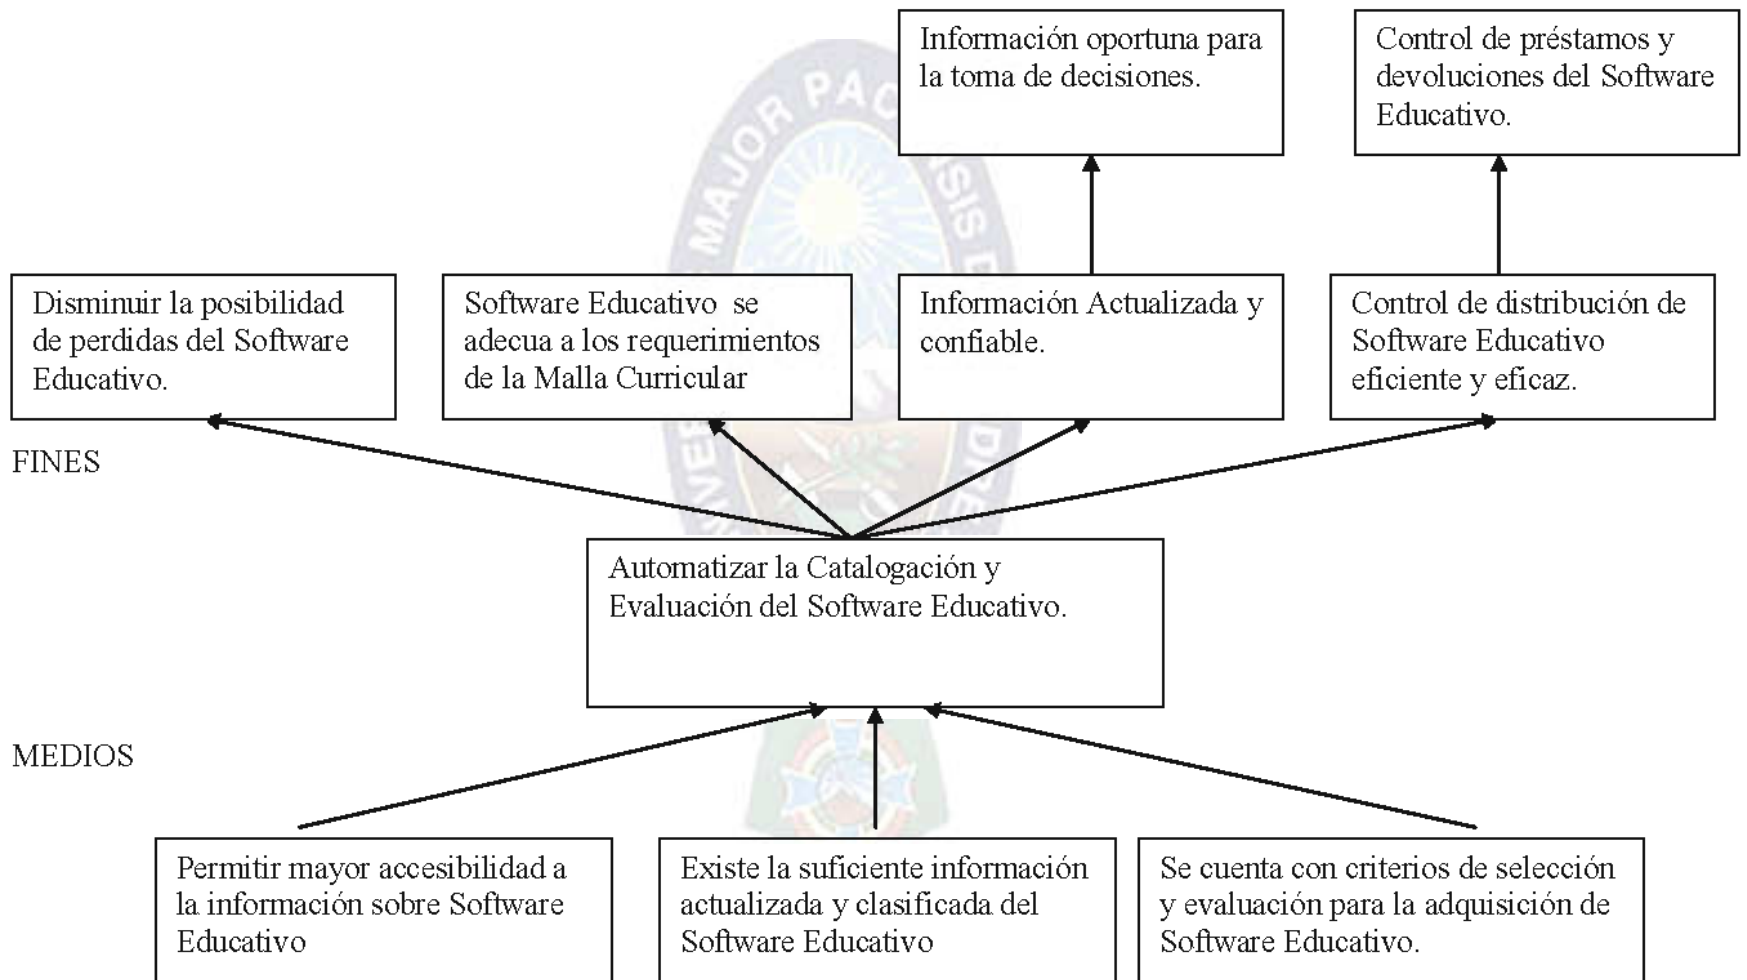 Información oportuna para
la toma de decisiones.
Control de préstamos y
devoluciones del Software
Educativo.
Disminuir la posibilidad
de perdidas del Software
Educativo.
Software Educativo se
adecua a los requerimientos
de la Malla Curricular
Información Actualizada y
confiable.
Control de distribución de
Software Educativo
eficiente y eficaz.
FINES
Automatizar la Catalogación y
Evaluación del Software Educativo.
MEDIOS
Permitir mayor accesibilidad a
la información sobre Software
Educativo
Existe la suficiente información
actualizada y clasificada del
Software Educativo
Se cuenta con criterios de selección
y evaluación para la adquisición de
Software Educativo.
MAJOR